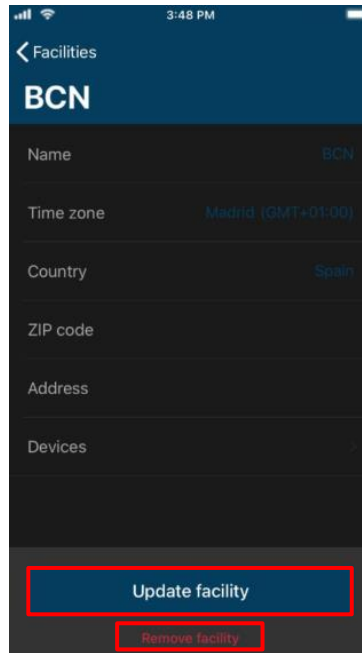 3:48 PM
Facilities
BCN
Name BCN
Time zone Madrid (GMT+01:00)
Country Spain
ZIP code
Address
Devices
Update facility
Remove facility